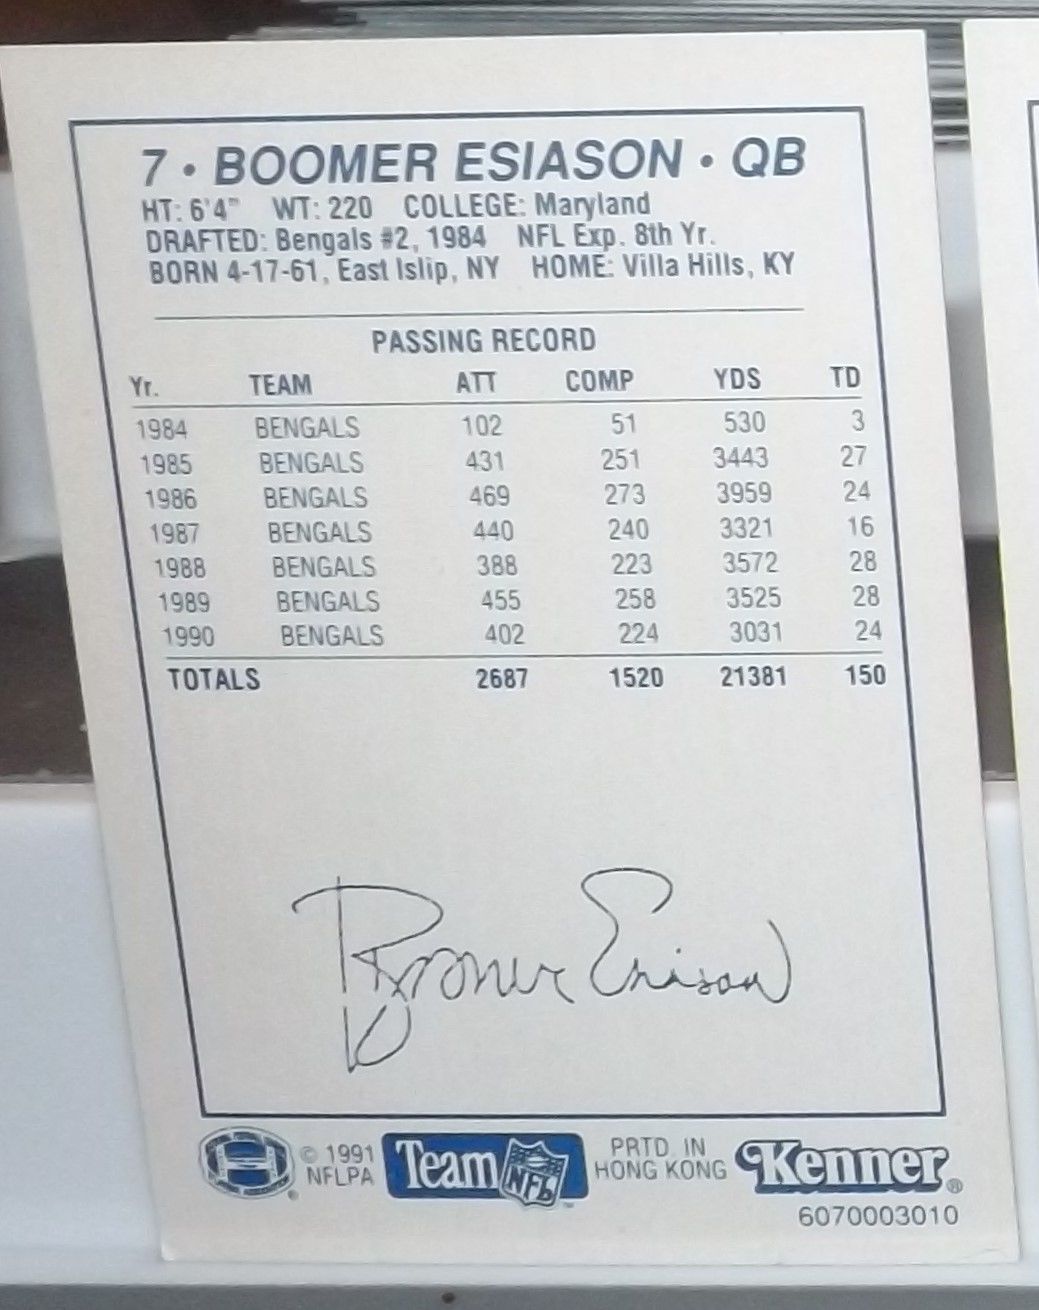 7 • BOOMER ESIASON • QB
HT: 6'4" WT: 220 COLLEGE: Maryland
DRAFTED: Bengals #2, 1984 NFL Exp. 8th Yr.
BORN 4-17-61, East Islip, NY HOME: Villa Hills, KY
PASSING RECORD
Yr. TEAM ATT COMP YDS TD
1984 BENGALS 102 51 530 3
1985 BENGALS 431 251 3443 27
1986 BENGALS 469 273 3959 24
1987 BENGALS 440 240 3321 16
1988 BENGALS 388 223 3572 28
1989 BENGALS 455 258 3525 28
1990 BENGALS 402 224 3031 24
TOTALS 2687 1520 21381 150
Boomer Esiason
© 1991 NFLPA
Team NFL™
PRTD. IN HONG KONG
Kenner®
6070003010